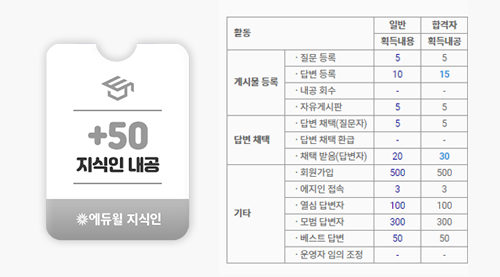 +50
지식인 내공
에듀윌 지식인
활동 일반 합격자
획득내용 획득내공
게시물 등록
· 질문 등록 5 5
· 답변 등록 10 15
· 내공 회수 - -
· 자유게시판 5 5
답변 채택
· 답변 채택(질문자) 5 5
· 답변 채택 환급 - -
· 채택 받음(답변자) 20 30
기타
· 회원가입 500 500
· 에지인 접속 3 3
· 열심 답변자 100 100
· 모범 답변자 300 300
· 베스트 답변 50 50
· 운영자 임의 조정 - -